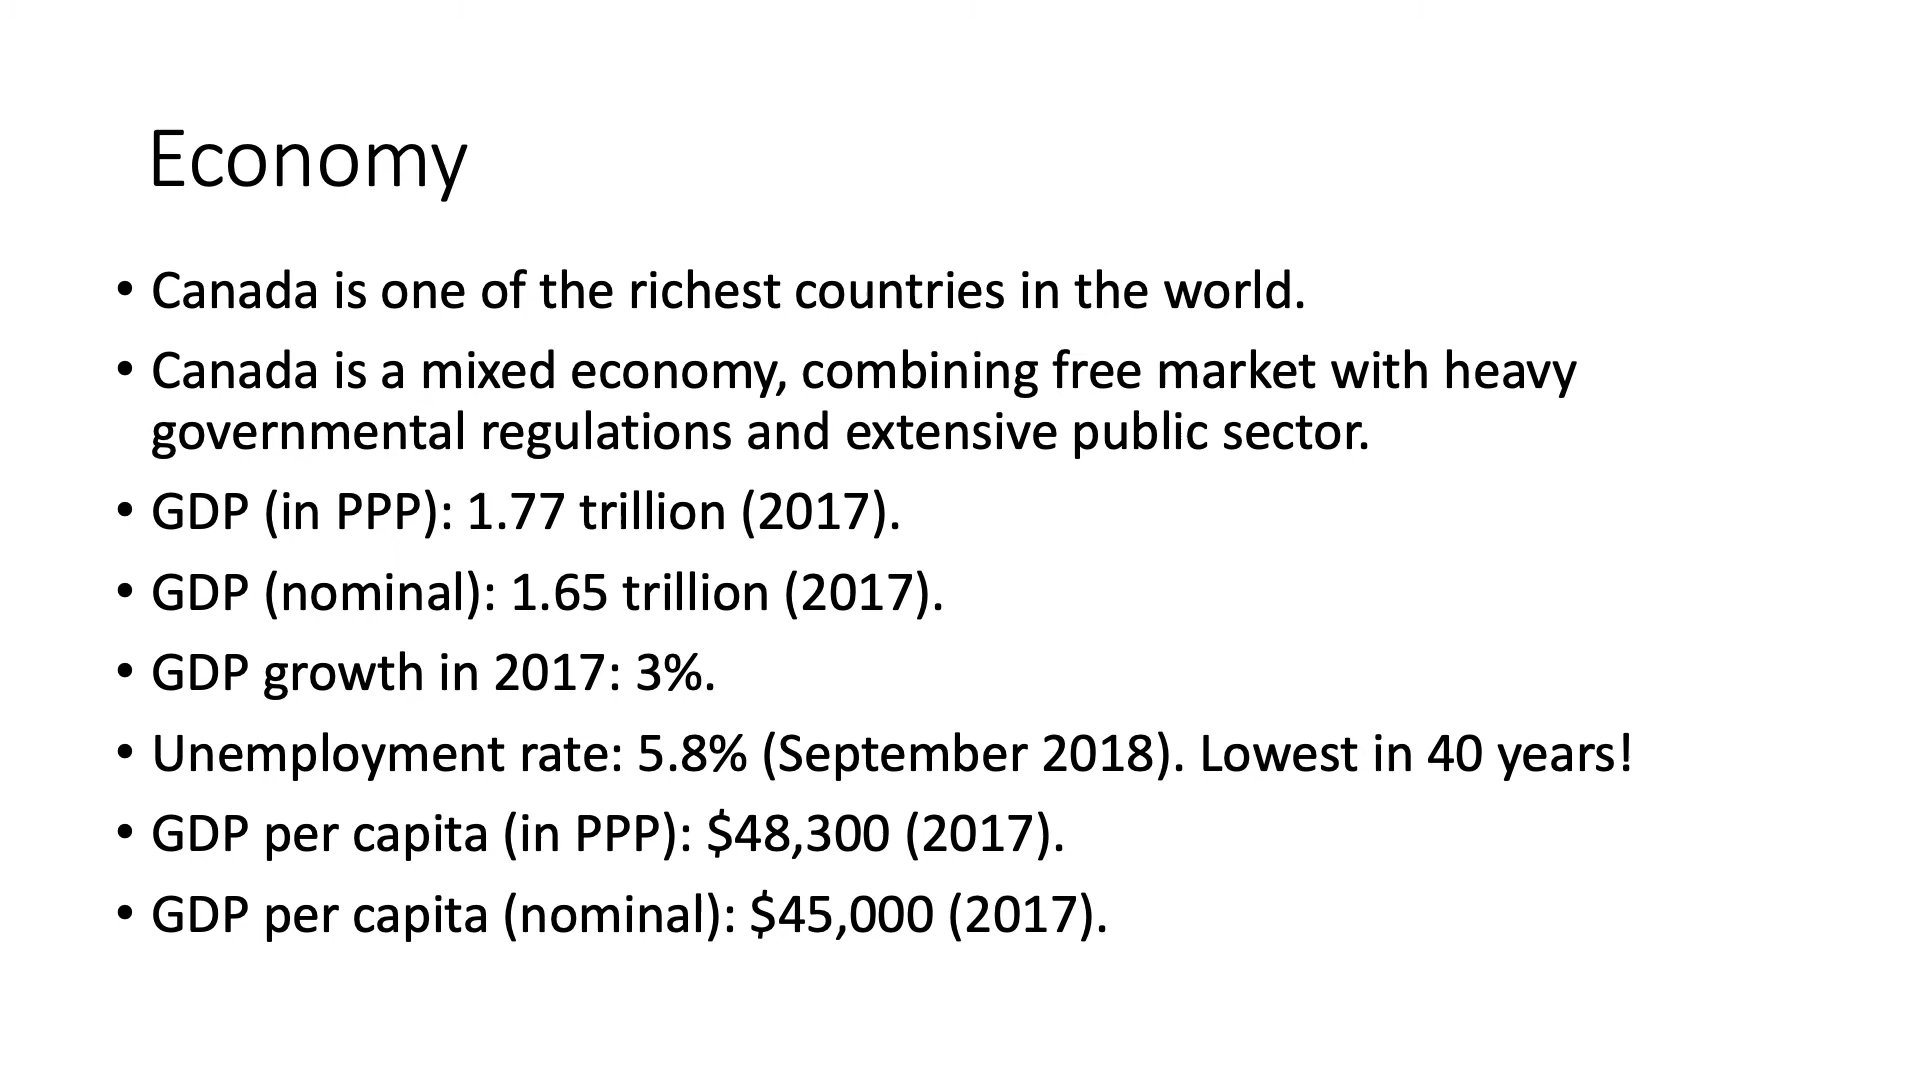 Economy
• Canada is one of the richest countries in the world.
• Canada is a mixed economy, combining free market with heavy
governmental regulations and extensive public sector.
• GDP (in PPP): 1.77 trillion (2017).
• GDP (nominal): 1.65 trillion (2017).
• GDP growth in 2017: 3%.
• Unemployment rate: 5.8% (September 2018). Lowest in 40 years!
• GDP per capita (in PPP): $48,300 (2017).
• GDP per capita (nominal): $45,000 (2017).